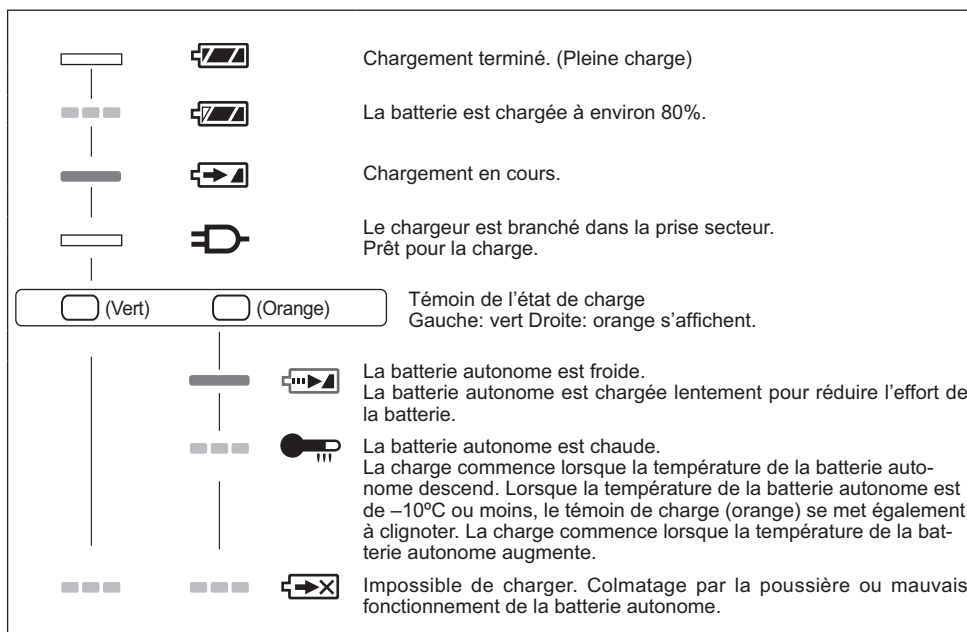 Chargement terminé. (Pleine charge)
La batterie est chargée à environ 80%.
Chargement en cours.
Le chargeur est branché dans la prise secteur.
Prêt pour la charge.
(Vert) (Orange)
Témoin de l’état de charge
Gauche: vert Droite: orange s’affichent.
La batterie autonome est froide.
La batterie autonome est chargée lentement pour réduire l’effort de
la batterie.
La batterie autonome est chaude.
La charge commence lorsque la température de la batterie auto-
nome descend. Lorsque la température de la batterie autonome est
de –10ºC ou moins, le témoin de charge (orange) se met également
à clignoter. La charge commence lorsque la température de la bat-
terie autonome augmente.
Impossible de charger. Colmatage par la poussière ou mauvais
fonctionnement de la batterie autonome.